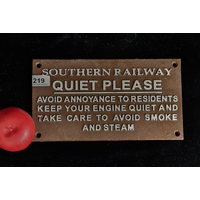 SOUTHERN RAILWAY
219
QUIET PLEASE
AVOID ANNOYANCE TO RESIDENTS
KEEP YOUR ENGINE QUIET AND
TAKE CARE TO AVOID SMOKE
AND STEAM